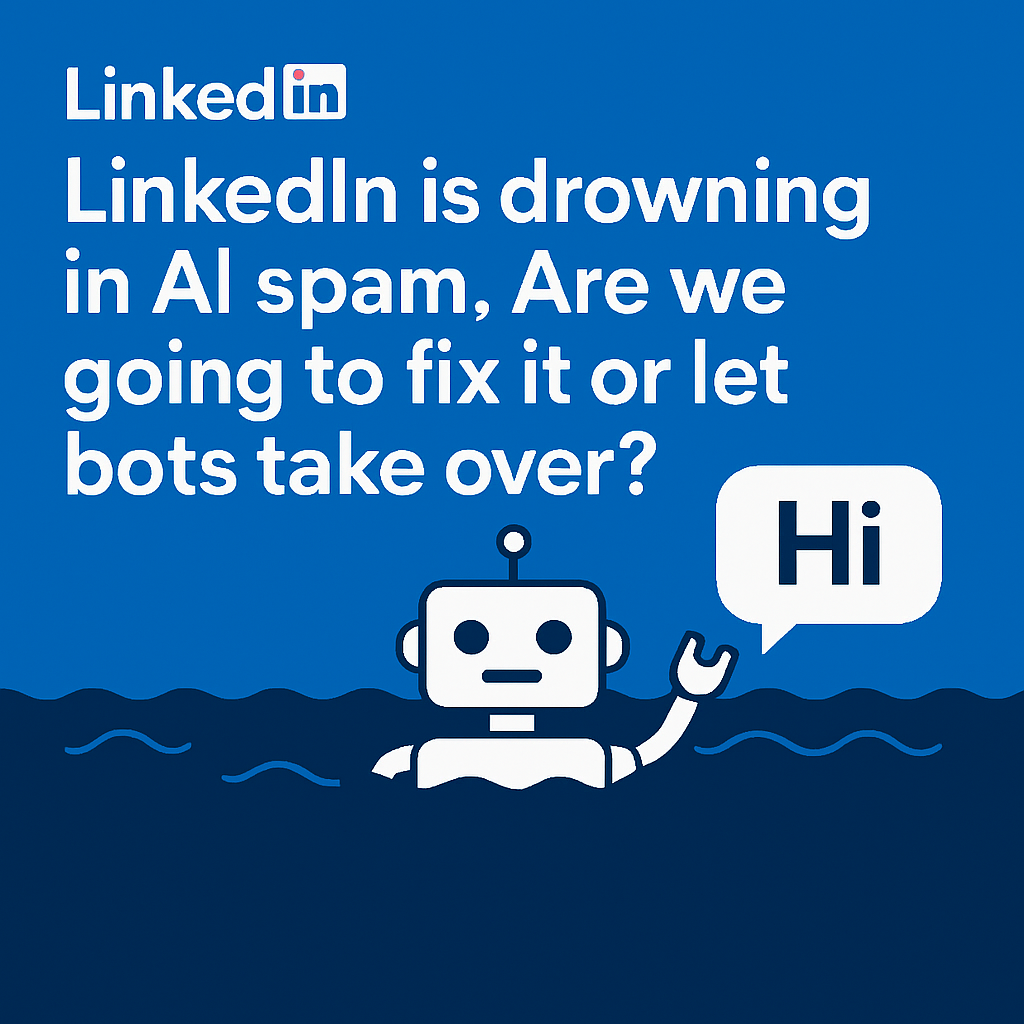 Linkedin
LinkedIn is drowning
in AI spam, Are we
going to fix it or let
bots take over?
Hi